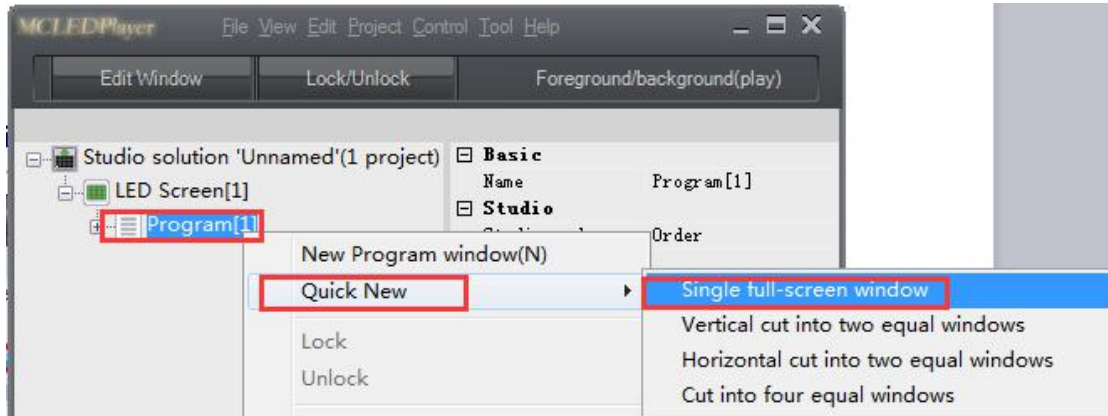 MCLEDPlayer File View Edit Project Control Tool Help
Edit Window Lock/Unlock Foreground/background(play)
Studio solution 'Unnamed'(1 project)
Basic
Name Program[1]
LED Screen[1]
Studio
Program[1]
Order
New Program window(N)
Quick New
Single full-screen window
Vertical cut into two equal windows
Lock
Horizontal cut into two equal windows
Unlock
Cut into four equal windows